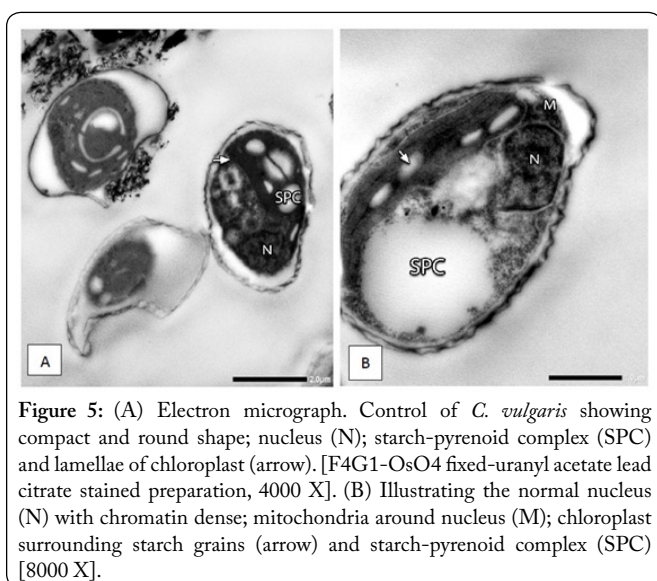 A
SPC
N
2.0µm
B
M
N
SPC
Figure 5: (A) Electron micrograph. Control of C. vulgaris showing
compact and round shape; nucleus (N); starch-pyrenoid complex (SPC)
and lamellae of chloroplast (arrow). [F4G1-OsO4 fixed-uranyl acetate lead
citrate stained preparation, 4000 X]. (B) Illustrating the normal nucleus
(N) with chromatin dense; mitochondria around nucleus (M); chloroplast
surrounding starch grains (arrow) and starch-pyrenoid complex (SPC)
[8000 X].